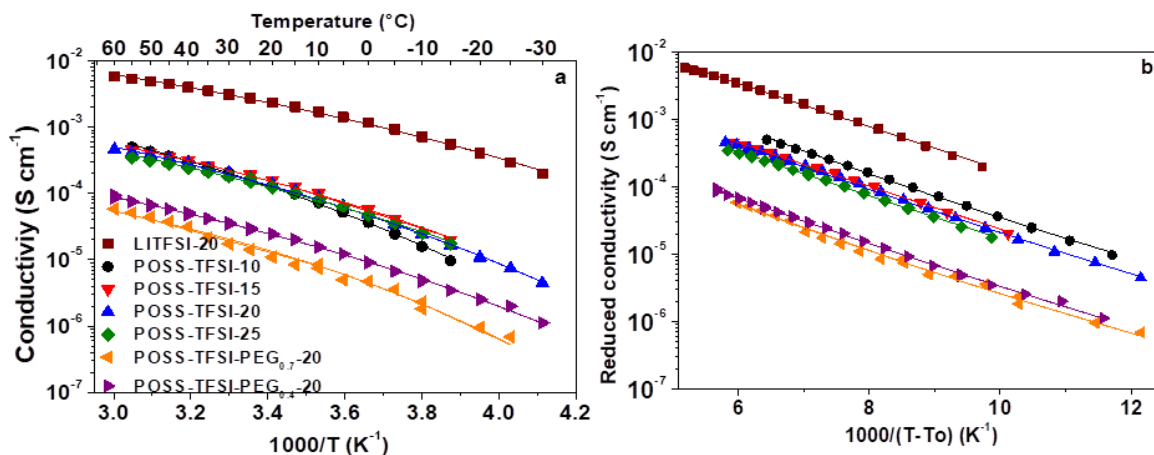 Temperature (°C)
60 50 40 30 20 10 0 -10 -20 -30
a
10⁻²
10⁻³
10⁻⁴
10⁻⁵
10⁻⁶
10⁻⁷
Conductivity (S cm⁻¹)
LITFSI-20
POSS-TFSI-10
POSS-TFSI-15
POSS-TFSI-20
POSS-TFSI-25
POSS-TFSI-PEG₀.₇-20
POSS-TFSI-PEG₀.₄-20
3.0 3.2 3.4 3.6 3.8 4.0 4.2
1000/T (K⁻¹)
b
10⁻²
10⁻³
10⁻⁴
10⁻⁵
10⁻⁶
10⁻⁷
Reduced conductivity (S cm⁻¹)
6 8 10 12
1000/(T-To) (K⁻¹)